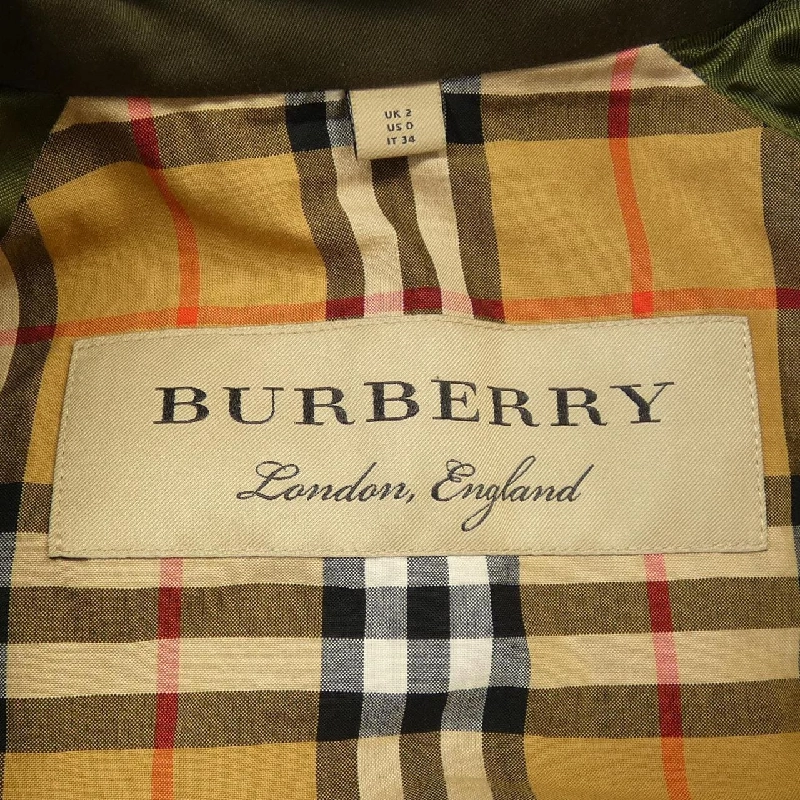 UK 2
US 0
IT 34
BURBERRY
London, England